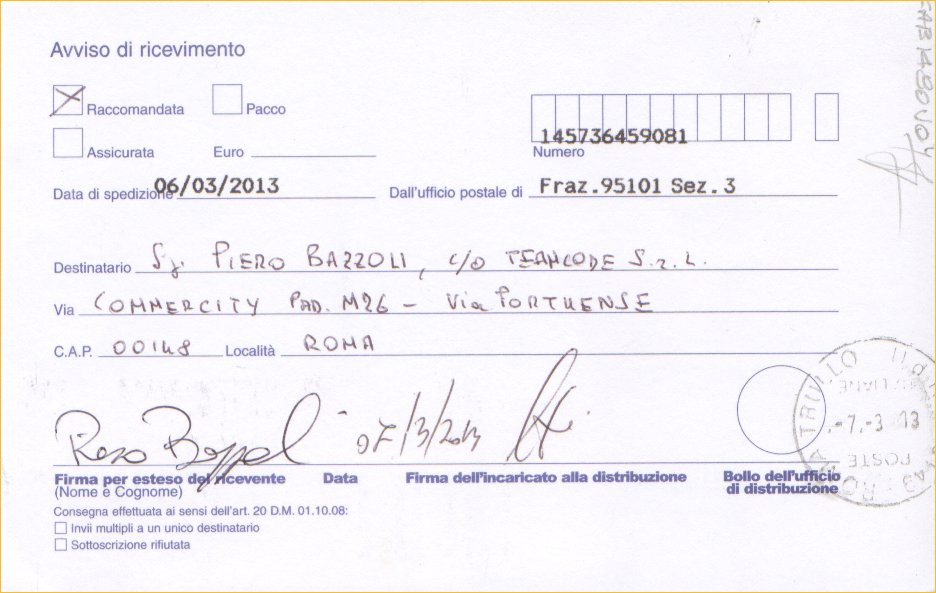 Avviso di ricevimento
Raccomandata Pacco
145736459081
Assicurata Euro Numero
Data di spedizione 06/03/2013 Dall'ufficio postale di Fraz.95101 Sez.3
Destinatario Sg. PIERO BAZZOLI, c/o TEAMCODE S.r.L.
Via COMMERCITY PAD. M26 - Via PORTUENSE
C.A.P. 00148 Località ROMA
07/3/2013
-7.-3 13
POSTE
Firma per esteso del ricevente Data Firma dell'incaricato alla distribuzione Bollo dell'ufficio
(Nome e Cognome) di distribuzione
Consegna effettuata ai sensi dell'art. 20 D.M. 01.10.08:
Invii multipli a un unico destinatario
Sottoscrizione rifiutata